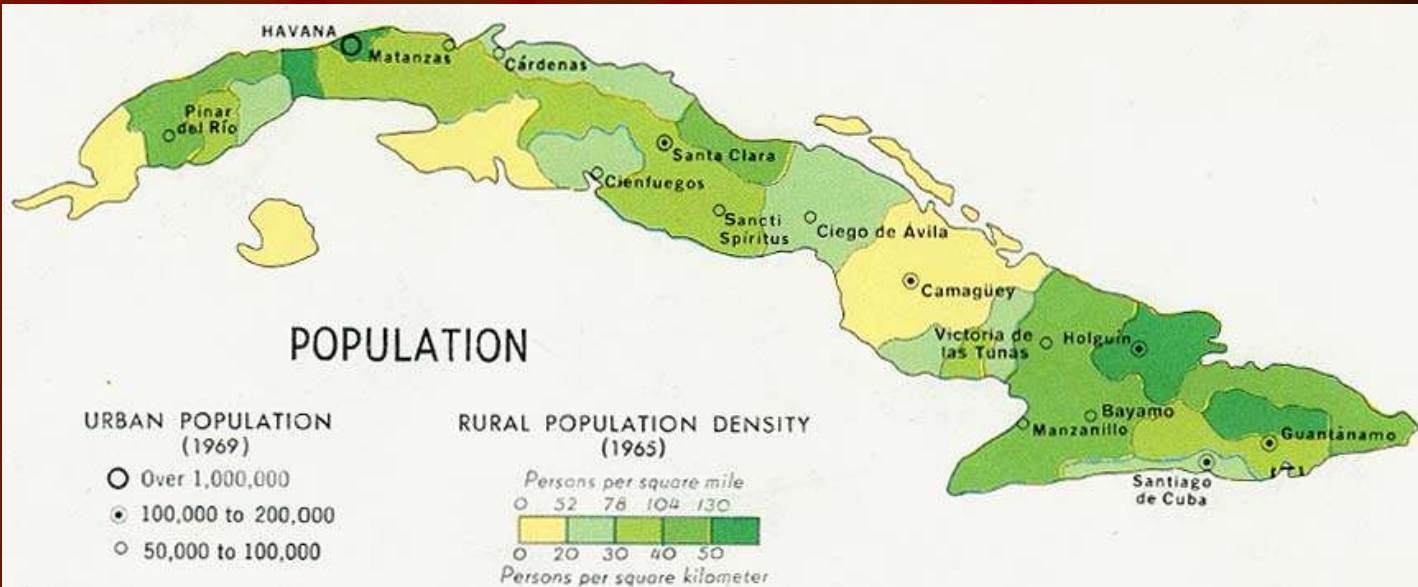 HAVANA
Matanzas
Cárdenas
Pinar
del Río
Santa Clara
Cienfuegos
Sancti
Spíritus
Ciego de Ávila
Camagüey
Victoria de
las Tunas
Holguín
Bayamo
Manzanillo
Guantánamo
Santiago
de Cuba
POPULATION
URBAN POPULATION
(1969)
Over 1,000,000
100,000 to 200,000
50,000 to 100,000
RURAL POPULATION DENSITY
(1965)
Persons per square mile
0 52 78 104 130
0 20 30 40 50
Persons per square kilometer